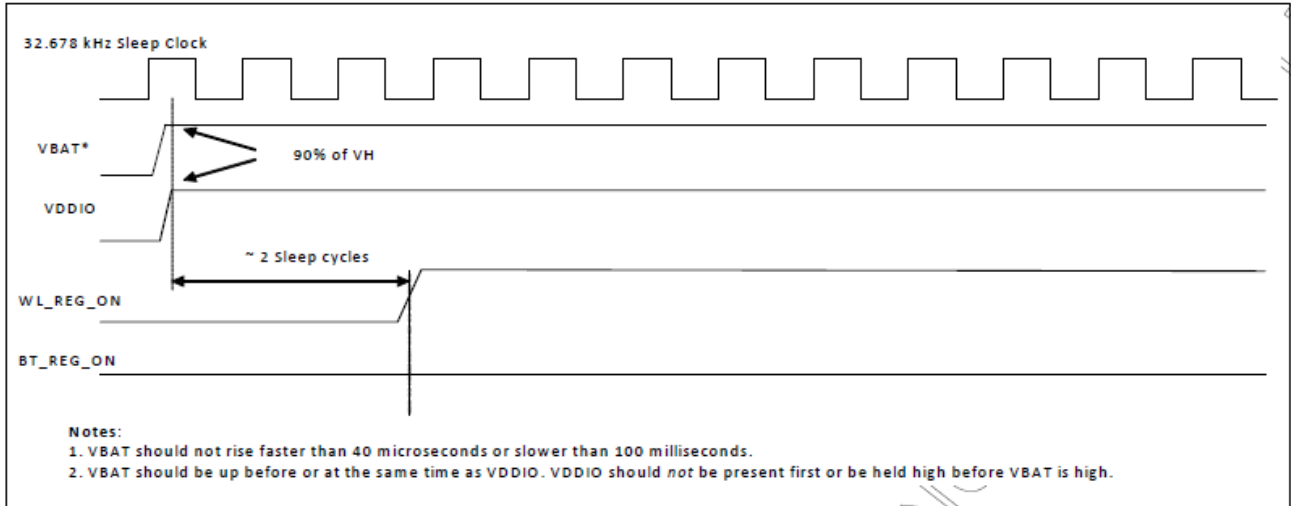 32.678 kHz Sleep Clock
VBAT*
90% of VH
VDDIO
~ 2 Sleep cycles
WL_REG_ON
BT_REG_ON
Notes:
1. VBAT should not rise faster than 40 microseconds or slower than 100 milliseconds.
2. VBAT should be up before or at the same time as VDDIO. VDDIO should not be present first or be held high before VBAT is high.